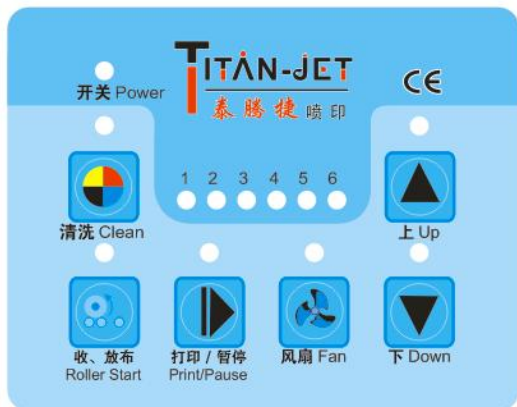 TITAN-JET
开关 Power
CE
泰腾捷 喷印
1 2 3 4 5 6
清洗 Clean
上 Up
收、放布
Roller Start
打印 / 暂停
Print/Pause
风扇 Fan
下 Down